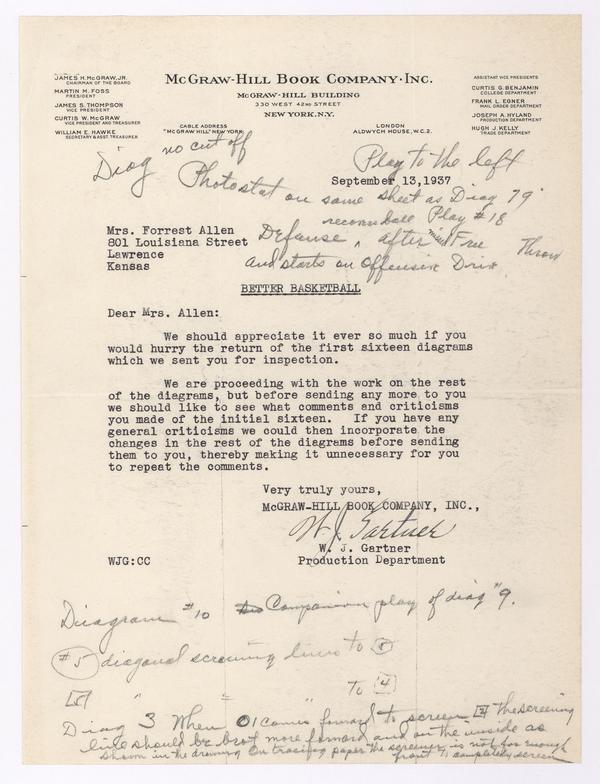 JAMES H. McGRAW, JR.
CHAIRMAN OF THE BOARD
MARTIN M. FOSS
PRESIDENT
JAMES S. THOMPSON
VICE PRESIDENT
CURTIS W. McGRAW
VICE PRESIDENT AND TREASURER
WILLIAM E. HAWKE
SECRETARY & ASST. TREASURER
McGRAW-HILL BOOK COMPANY·INC.
McGRAW-HILL BUILDING
330 WEST 42ND STREET
NEW YORK, N.Y.
CABLE ADDRESS
"McGRAW HILL" NEW YORK
LONDON
ALDWYCH HOUSE, W.C.2.
ASSISTANT VICE PRESIDENTS
CURTIS G. BENJAMIN
COLLEGE DEPARTMENT
FRANK L. EGNER
MAIL ORDER DEPARTMENT
JOSEPH A. HYLAND
PRODUCTION DEPARTMENT
HUGH J. KELLY
TRADE DEPARTMENT
Diag no cut off
Play to the left
Photostat on same sheet as Diag 79
September 13, 1937
ball Play #18
Defense, after Free Throw
and starts on Offensive
Mrs. Forrest Allen
801 Louisiana Street
Lawrence
Kansas
BETTER BASKETBALL
Dear Mrs. Allen:
We should appreciate it ever so much if you
would hurry the return of the first sixteen diagrams
which we sent you for inspection.
We are proceeding with the work on the rest
of the diagrams, but before sending any more to you
we should like to see what comments and criticisms
you made of the initial sixteen. If you have any
general criticisms we could then incorporate the
changes in the rest of the diagrams before sending
them to you, thereby making it unnecessary for you
to repeat the comments.
Very truly yours,
McGRAW-HILL BOOK COMPANY, INC.,
W. J. Gartner
W. J. Gartner
Production Department
WJG:CC
Diagram #10 Companion play of diag #9.
#5 diagonal screening lines to 8
5 " " To 4
Diag 3 When O1 comes forward to screen the screening
line should be brot more forward and on the inside as
shown in the drawing on tracing paper the screener is not far enough
front to completely screen